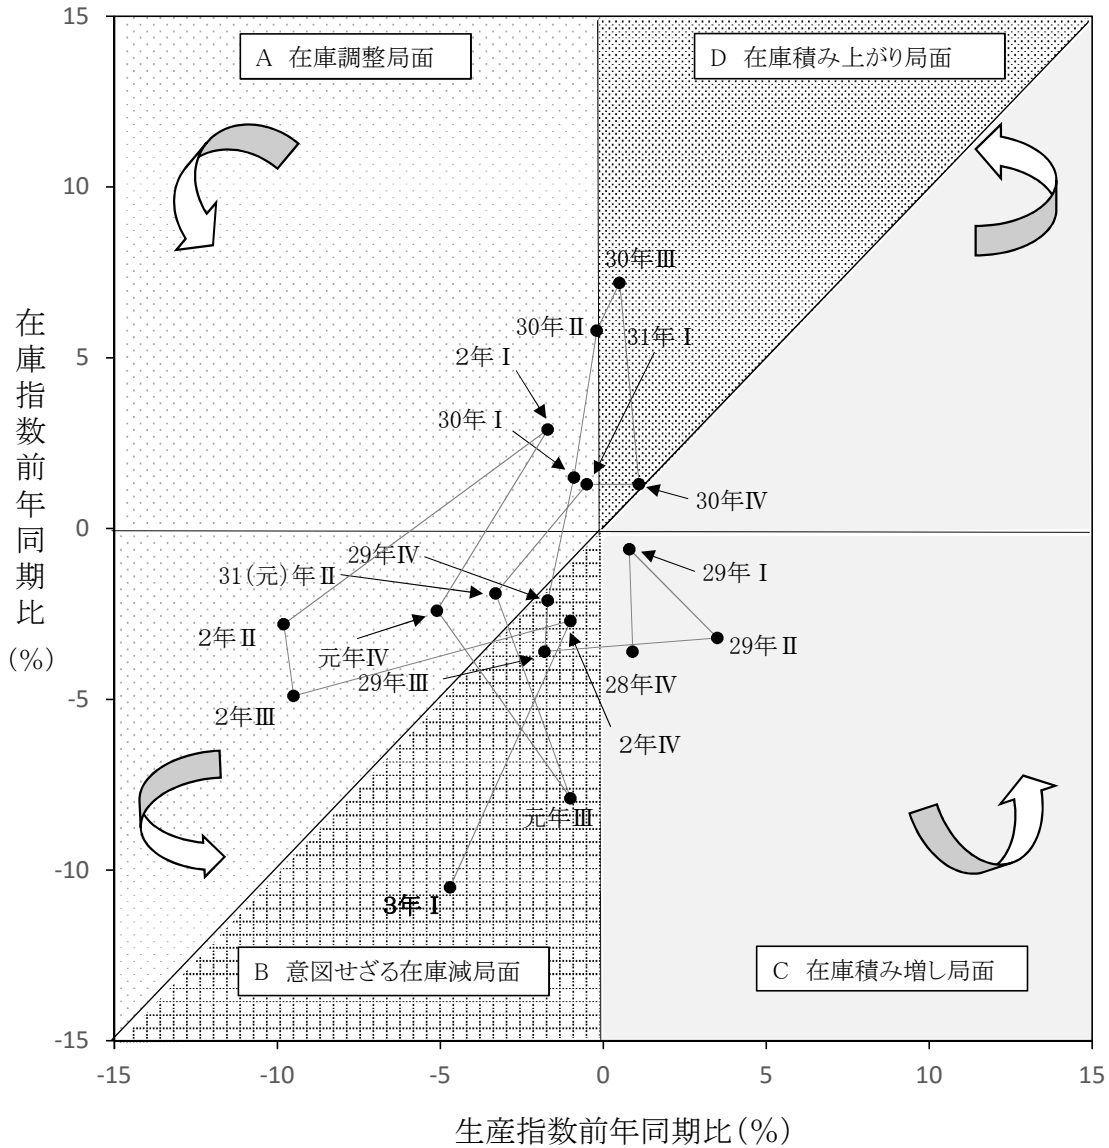 15
A 在庫調整局面
D 在庫積み上がり局面
10
30年Ⅲ
30年Ⅱ
31年Ⅰ
5
2年Ⅰ
30年Ⅰ
30年Ⅳ
在庫指数前年同期比(%)
0
29年Ⅳ
31(元)年Ⅱ
29年Ⅰ
2年Ⅱ
元年Ⅳ
29年Ⅱ
29年Ⅲ
28年Ⅳ
-5
2年Ⅲ
2年Ⅳ
元年Ⅲ
-10
3年Ⅰ
B 意図せざる在庫減局面
C 在庫積み増し局面
-15
-15
-10
-5
0
5
10
15
生産指数前年同期比(%)